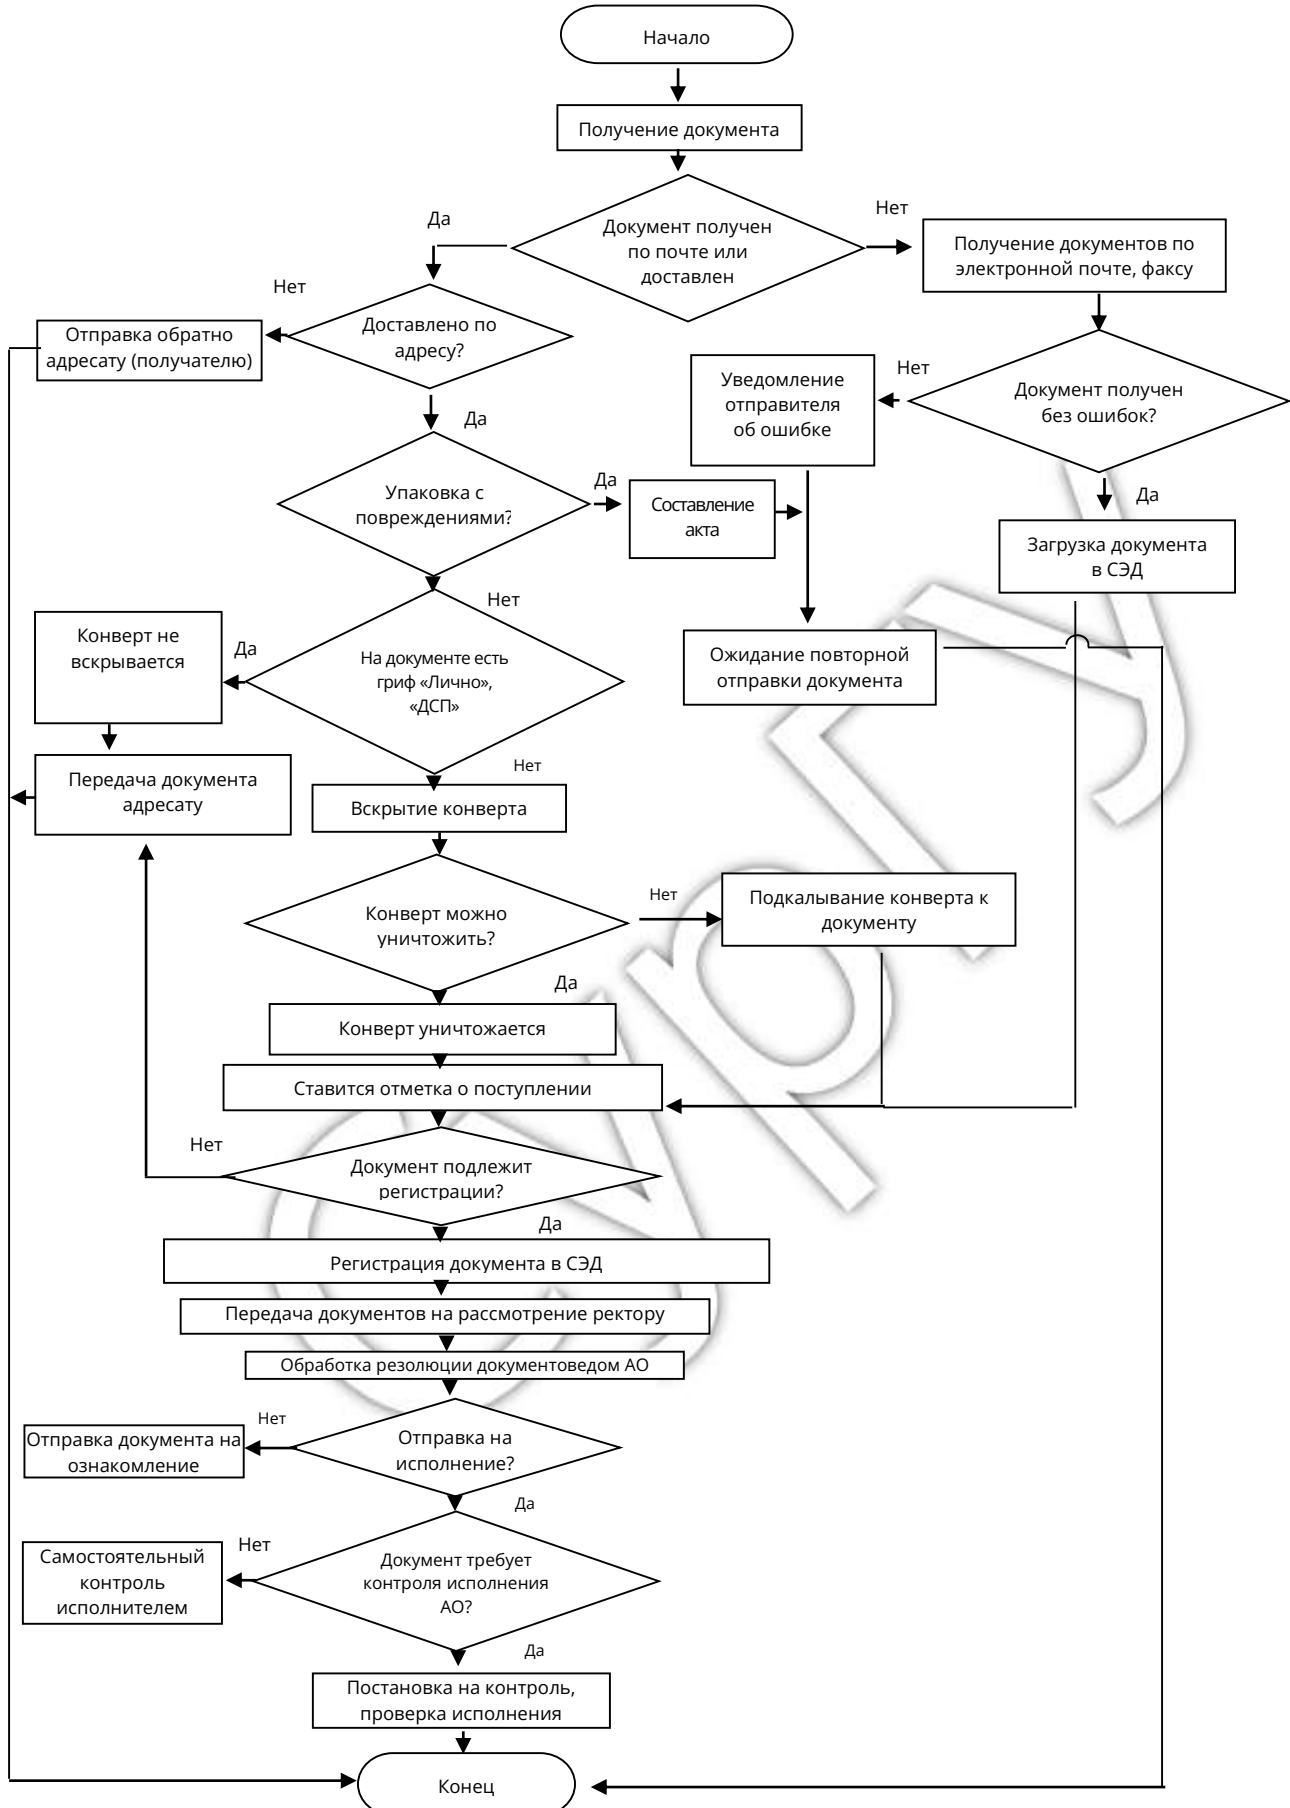 Начало
Получение документа
Документ получен
по почте или
доставлен
Да
Нет
Получение документов по
электронной почте, факсу
Доставлено по
адресу?
Нет
Отправка обратно
адресату (получателю)
Да
Документ получен
без ошибок?
Нет
Уведомление
отправителя
об ошибке
Да
Загрузка документа
в СЭД
Упаковка с
повреждениями?
Да
Составление
акта
Нет
Ожидание повторной
отправки документа
На документе есть
гриф «Лично»,
«ДСП»
Да
Конверт не
вскрывается
Передача документа
адресату
Нет
Вскрытие конверта
Конверт можно
уничтожить?
Нет
Подкалывание конверта к
документу
Да
Конверт уничтожается
Ставится отметка о поступлении
Документ подлежит
регистрации?
Нет
Да
Регистрация документа в СЭД
Передача документов на рассмотрение ректору
Обработка резолюции документоведом АО
Отправка на
исполнение?
Нет
Отправка документа на
ознакомление
Да
Документ требует
контроля исполнения
АО?
Нет
Самостоятельный
контроль
исполнителем
Да
Постановка на контроль,
проверка исполнения
Конец
СурГУ